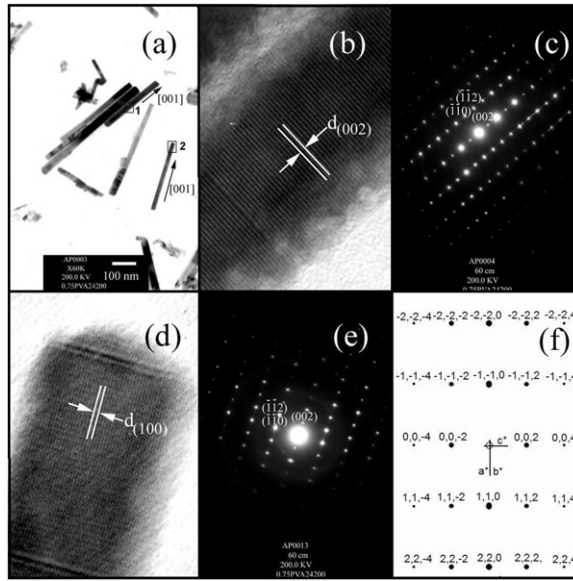 (a)
1
[001]
2
[001]
AP0003
X60K
200.0 KV
0.75PVA24200
100 nm
(b)
d(002)
(c)
(1̄1̄2)
(1̄1̄0)
(002)
AP0004
60 cm
200.0 KV
0.75PVA24200
(d)
d(100)
(e)
(1̄1̄2)
(1̄1̄0)
(002)
AP0013
60 cm
200.0 KV
0.75PVA24200
(f)
-2,-2,-4 -2,-2,-2 -2,-2,0 -2,-2,2 -2,-2,4
-1,-1,-4 -1,-1,-2 -1,-1,0 -1,-1,2 -1,-1,4
0,0,-4 0,0,-2 0,0,2 0,0,4
c*
a* b*
1,1,-4 1,1,-2 1,1,0 1,1,2 1,1,4
2,2,-4 2,2,-2 2,2,0 2,2,2, 2,2,4